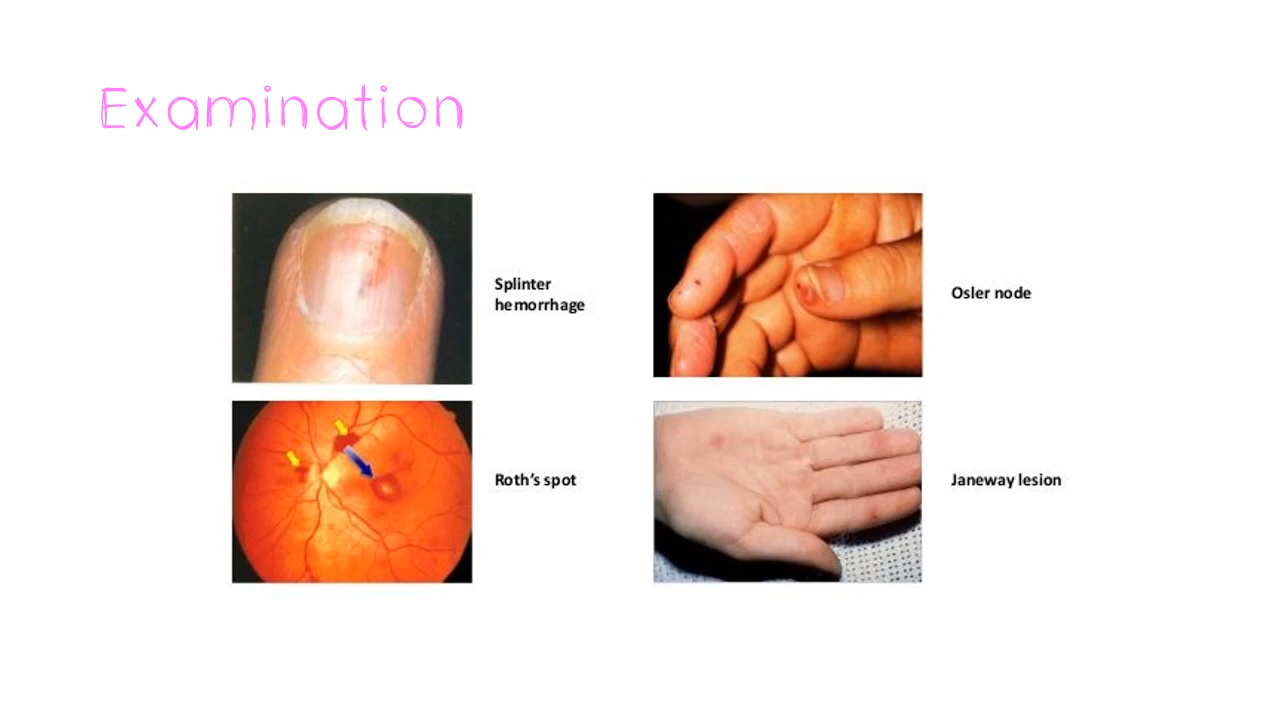 Examination
Splinter
hemorrhage
Osler node
Roth’s spot
Janeway lesion